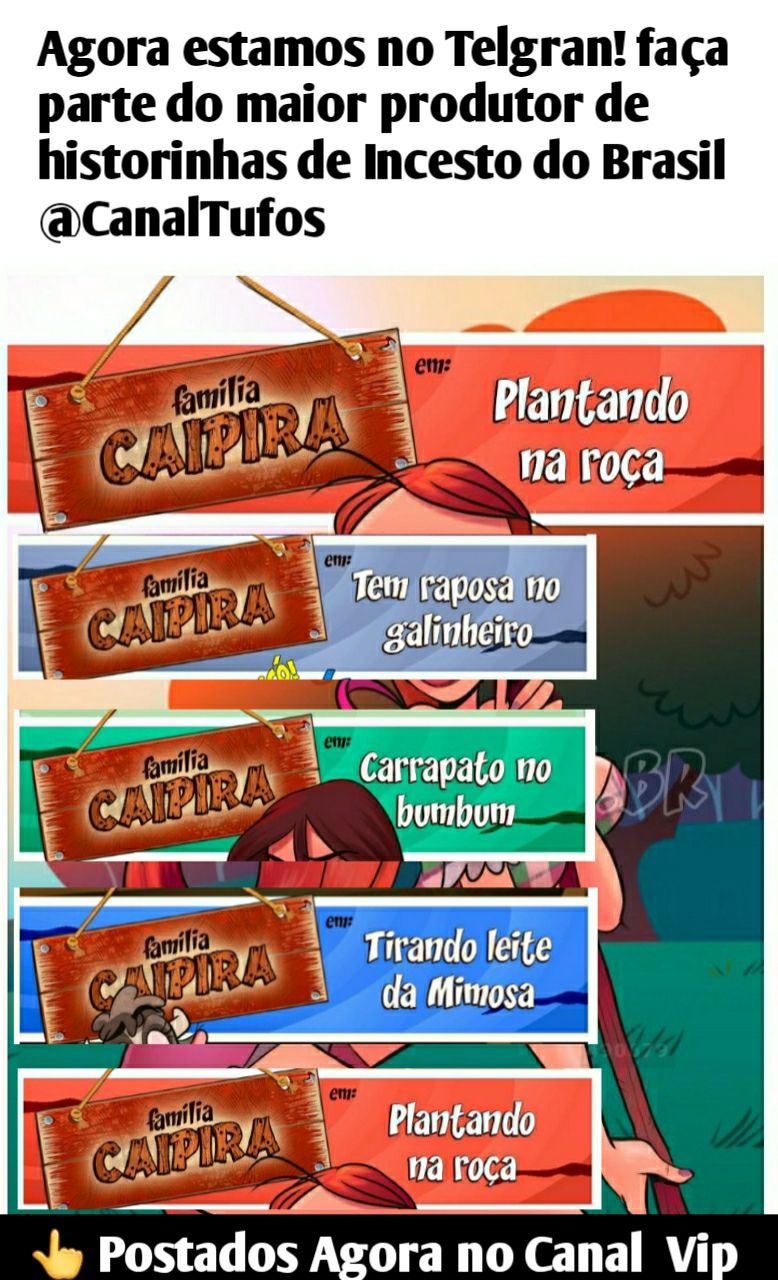 Agora estamos no Telgran! faça
parte do maior produtor de
historinhas de Incesto do Brasil
@CanalTufos
família
CAIPIRA
em:
Plantando
na roça
família
CAIPIRA
em:
Tem raposa no
galinheiro
família
CAIPIRA
em:
Carrapato no
bumbum
BR
família
CAIPIRA
em:
Tirando leite
da Mimosa
família
CAIPIRA
em:
Plantando
na roça
👆 Postados Agora no Canal Vip